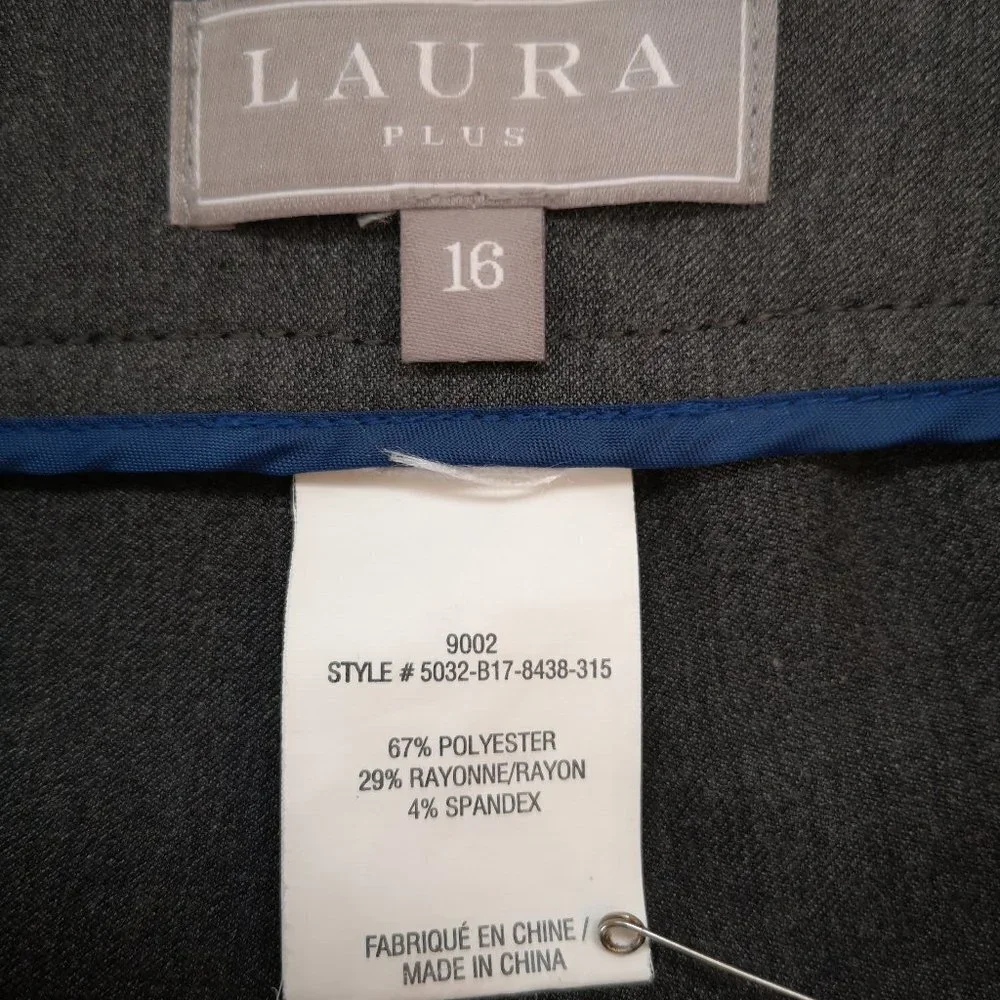 LAURA
PLUS
16
9002
STYLE # 5032-B17-8438-315
67% POLYESTER
29% RAYONNE/RAYON
4% SPANDEX
FABRIQUÉ EN CHINE /
MADE IN CHINA